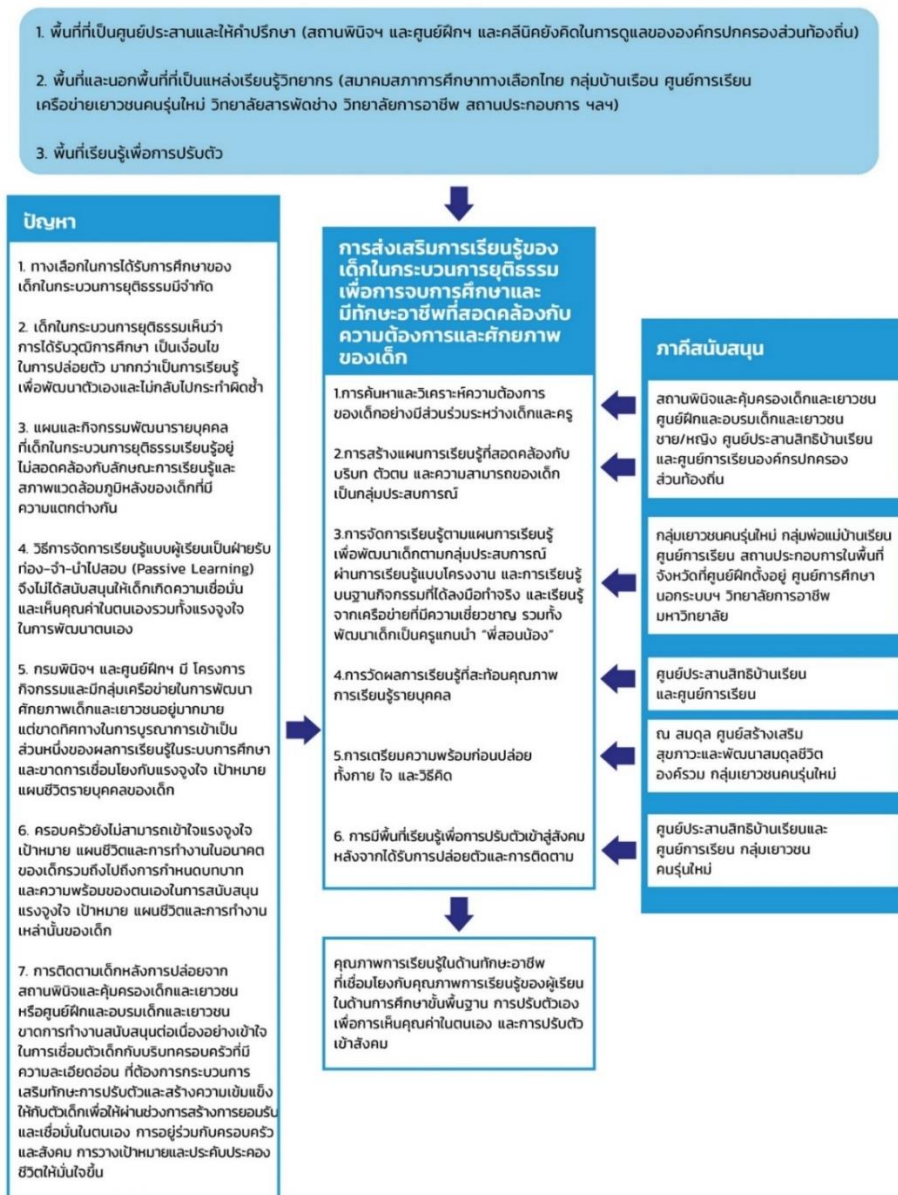 1. พื้นที่ที่เป็นศูนย์ประสานและให้คำปรึกษา (สถานพินิจฯ และศูนย์ฝึกฯ และคลีนิคยังคิดในการดูแลขององค์กรปกครองส่วนท้องถิ่น)
2. พื้นที่และนอกพื้นที่ที่เป็นแหล่งเรียนรู้วิทยากร (สมาคมสภาการศึกษาทางเลือกไทย กลุ่มบ้านเรือน ศูนย์การเรียน
เครือข่ายเยาวชนคนรุ่นใหม่ วิทยาลัยสารพัดช่าง วิทยาลัยการอาชีพ สถานประกอบการ ฯลฯ)
3. พื้นที่เรียนรู้เพื่อการปรับตัว
ปัญหา
1. ทางเลือกในการได้รับการศึกษาของ
เด็กในกระบวนการยุติธรรมมีจำกัด
2. เด็กในกระบวนการยุติธรรมเห็นว่า
การได้รับวุฒิการศึกษา เป็นเงื่อนไข
ในการปล่อยตัว มากกว่าเป็นการเรียนรู้
เพื่อพัฒนาตัวเองและไม่กลับไปกระทำผิดซ้ำ
3. แผนและกิจกรรมพัฒนารายบุคคล
ที่เด็กในกระบวนการยุติธรรมเรียนรู้อยู่
ไม่สอดคล้องกับลักษณะการเรียนรู้และ
สภาพแวดล้อมภูมิหลังของเด็กที่มี
ความแตกต่างกัน
4. วิธีการจัดการเรียนรู้แบบผู้เรียนเป็นฝ่ายรับ
ท่อง-จำ-นำไปสอบ (Passive Learning)
จึงไม่ได้สนับสนุนให้เด็กเกิดความเชื่อมั่น
และเห็นคุณค่าในตนเองรวมทั้งแรงจูงใจ
ในการพัฒนาตนเอง
5. กรมพินิจฯ และศูนย์ฝึกฯ มี โครงการ
กิจกรรมและมีกลุ่มเครือข่ายในการพัฒนา
ศักยภาพเด็กและเยาวชนอยู่มากมาย
แต่ขาดทิศทางในการบูรณาการเข้าเป็น
ส่วนหนึ่งของผลการเรียนรู้ในระบบการศึกษา
และขาดการเชื่อมโยงกับแรงจูงใจ เป้าหมาย
แผนชีวิตรายบุคคลของเด็ก
6. ครอบครัวยังไม่สามารถเข้าใจแรงจูงใจ
เป้าหมาย แผนชีวิตและการทำงานในอนาคต
ของเด็กรวมถึงไปถึงการกำหนดบทบาท
และความพร้อมของตนเองในการสนับสนุน
แรงจูงใจ เป้าหมาย แผนชีวิตและการทำงาน
เหล่านั้นของเด็ก
7. การติดตามเด็กหลังการปล่อยจาก
สถานพินิจและคุ้มครองเด็กและเยาวชน
หรือศูนย์ฝึกและอบรมเด็กและเยาวชน
ขาดการทำงานสนับสนุนต่อเนื่องอย่างเข้าใจ
ในการเชื่อมตัวเด็กกับบริบทครอบครัวที่มี
ความละเอียดอ่อน ที่ต้องการกระบวนการ
เสริมทักษะการปรับตัวและสร้างความเข้มแข็ง
ให้กับตัวเด็กเพื่อให้ผ่านช่วงการสร้างการยอมรับ
และเชื่อมั่นในตนเอง การอยู่ร่วมกับครอบครัว
และสังคม การวางเป้าหมายและประคับประคอง
ชีวิตให้มั่นใจขึ้น
การส่งเสริมการเรียนรู้ของ
เด็กในกระบวนการยุติธรรม
เพื่อการจบการศึกษาและ
มีทักษะอาชีพที่สอดคล้องกับ
ความต้องการและศักยภาพ
ของเด็ก
1.การค้นหาและวิเคราะห์ความต้องการ
ของเด็กอย่างมีส่วนร่วมระหว่างเด็กและครู
2.การสร้างแผนการเรียนรู้ที่สอดคล้องกับ
บริบท ตัวตน และความสามารถของเด็ก
เป็นกลุ่มประสบการณ์
3.การจัดการเรียนรู้ตามแผนการเรียนรู้
เพื่อพัฒนาเด็กตามกลุ่มประสบการณ์
ผ่านการเรียนรู้แบบโครงงาน และการเรียนรู้
บนฐานกิจกรรมที่ได้ลงมือทำจริง และเรียนรู้
จากเครือข่ายที่มีความเชี่ยวชาญ รวมทั้ง
พัฒนาเด็กเป็นครูแกนนำ “พี่สอนน้อง”
4.การวัดผลการเรียนรู้ที่สะท้อนคุณภาพ
การเรียนรู้รายบุคคล
5.การเตรียมความพร้อมก่อนปล่อย
ทั้งกาย ใจ และวิธีคิด
6. การมีพื้นที่เรียนรู้เพื่อการปรับตัวเข้าสู่สังคม
หลังจากได้รับการปล่อยตัวและการติดตาม
คุณภาพการเรียนรู้ในด้านทักษะอาชีพ
ที่เชื่อมโยงกับคุณภาพการเรียนรู้ของผู้เรียน
ในด้านการศึกษาขั้นพื้นฐาน การปรับตัวเอง
เพื่อการเห็นคุณค่าในตนเอง และการปรับตัว
เข้าสังคม
ภาคีสนับสนุน
สถานพินิจและคุ้มครองเด็กและเยาวชน
ศูนย์ฝึกและอบรมเด็กและเยาวชน
ชาย/หญิง ศูนย์ประสานสิทธิบ้านเรียน
และศูนย์การเรียนองค์กรปกครอง
ส่วนท้องถิ่น
กลุ่มเยาวชนคนรุ่นใหม่ กลุ่มพ่อแม่บ้านเรียน
ศูนย์การเรียน สถานประกอบการในพื้นที่
จังหวัดที่ศูนย์ฝึกตั้งอยู่ ศูนย์การศึกษา
นอกระบบฯ วิทยาลัยการอาชีพ
มหาวิทยาลัย
ศูนย์ประสานสิทธิบ้านเรียน
และศูนย์การเรียน
ณ สมดุล ศูนย์สร้างเสริม
สุขภาวะและพัฒนาสมดุลชีวิต
องค์รวม กลุ่มเยาวชนคนรุ่นใหม่
ศูนย์ประสานสิทธิบ้านเรียนและ
ศูนย์การเรียน กลุ่มเยาวชน
คนรุ่นใหม่